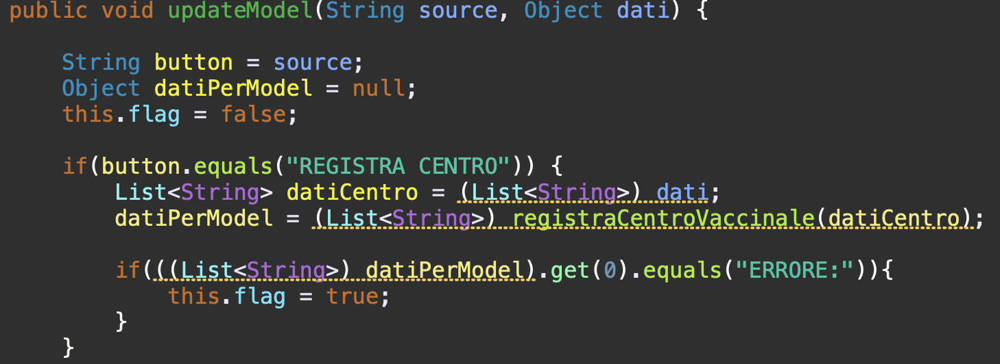 public void updateModel(String source, Object dati) {
String button = source;
Object datiPerModel = null;
this.flag = false;
if(button.equals("REGISTRA CENTRO")) {
List<String> datiCentro = (List<String>) dati;
datiPerModel = (List<String>) registraCentroVaccinale(datiCentro);
if(((List<String>) datiPerModel).get(0).equals("ERRORE:")){
this.flag = true;
}
}